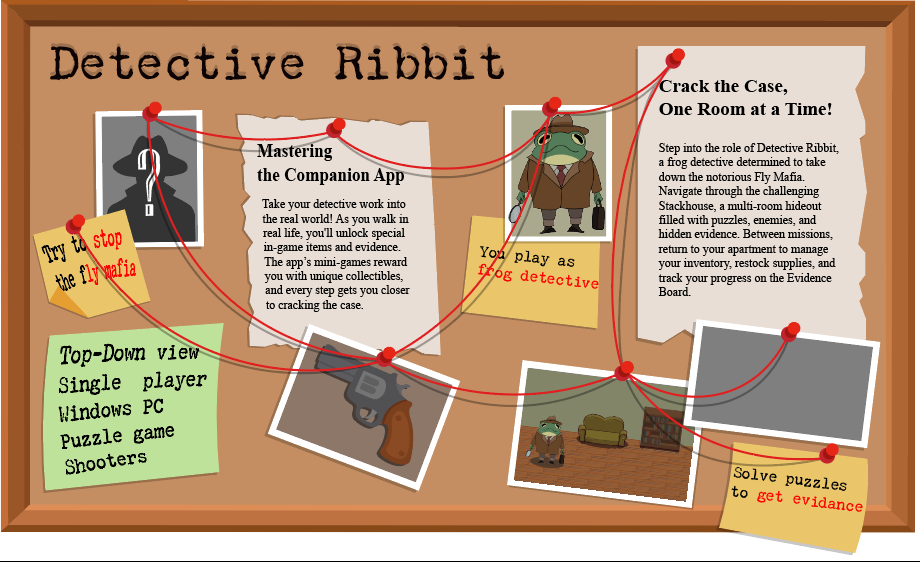 Detective Ribbit
?
Try to stop
the fly mafia
Mastering
the Companion App
Take your detective work into
the real world! As you walk in
real life, you'll unlock special
in-game items and evidence.
The app's mini-games reward
you with unique collectibles,
and every step gets you closer
to cracking the case.
You play as
frog detective
Crack the Case,
One Room at a Time!
Step into the role of Detective Ribbit,
a frog detective determined to take
down the notorious Fly Mafia.
Navigate through the challenging
Stackhouse, a multi-room hideout
filled with puzzles, enemies, and
hidden evidence. Between missions,
return to your apartment to manage
your inventory, restock supplies, and
track your progress on the Evidence
Board.
Top-Down view
Single player
Windows PC
Puzzle game
Shooters
Solve puzzles
to get evidance